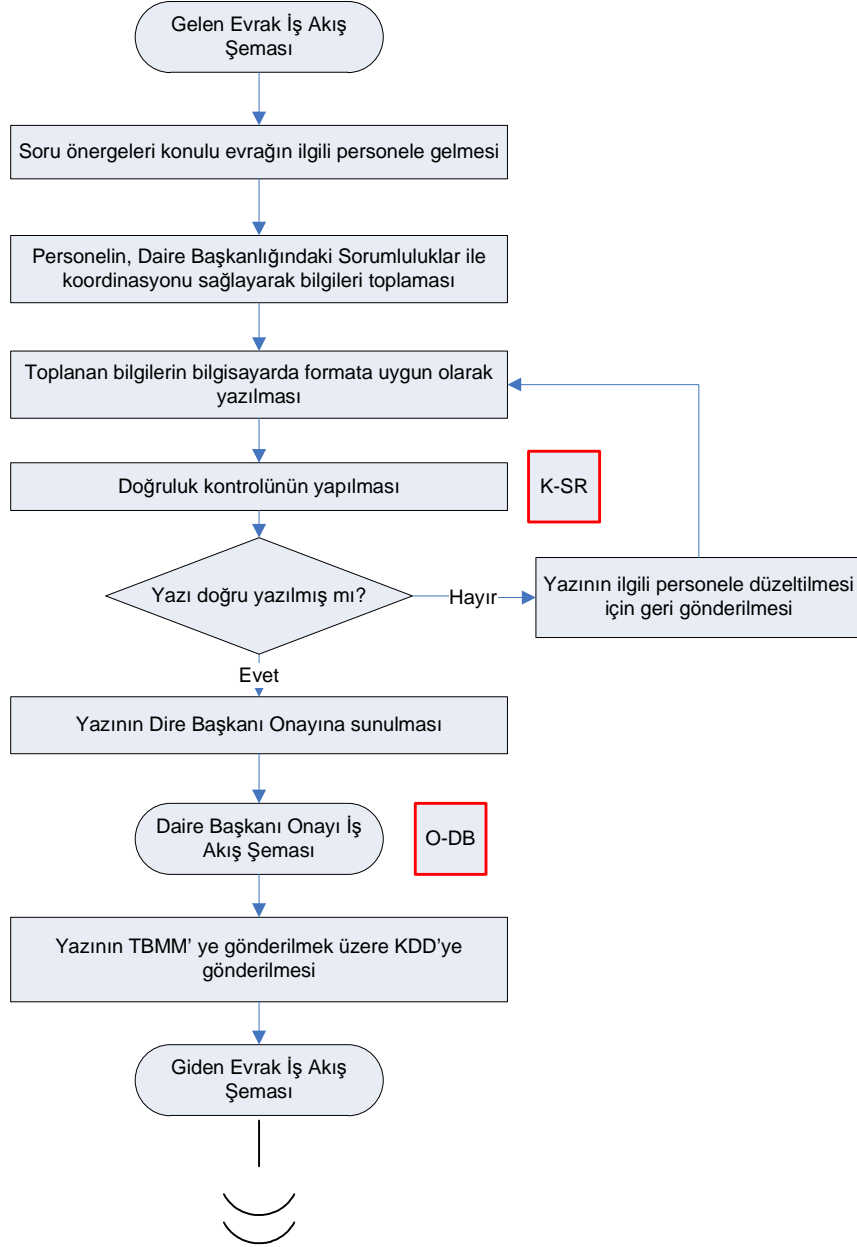 Gelen Evrak İş Akış
Şeması
Soru önergeleri konulu evrağın ilgili personele gelmesi
Personelin, Daire Başkanlığındaki Sorumluluklar ile
koordinasyonu sağlayarak bilgileri toplaması
Toplanan bilgilerin bilgisayarda formata uygun olarak
yazılması
Doğruluk kontrolünün yapılması
K-SR
Yazı doğru yazılmış mı?
Hayır
Yazının ilgili personele düzeltilmesi
için geri gönderilmesi
Evet
Yazının Dire Başkanı Onayına sunulması
Daire Başkanı Onayı İş
Akış Şeması
O-DB
Yazının TBMM’ ye gönderilmek üzere KDD’ye
gönderilmesi
Giden Evrak İş Akış
Şeması